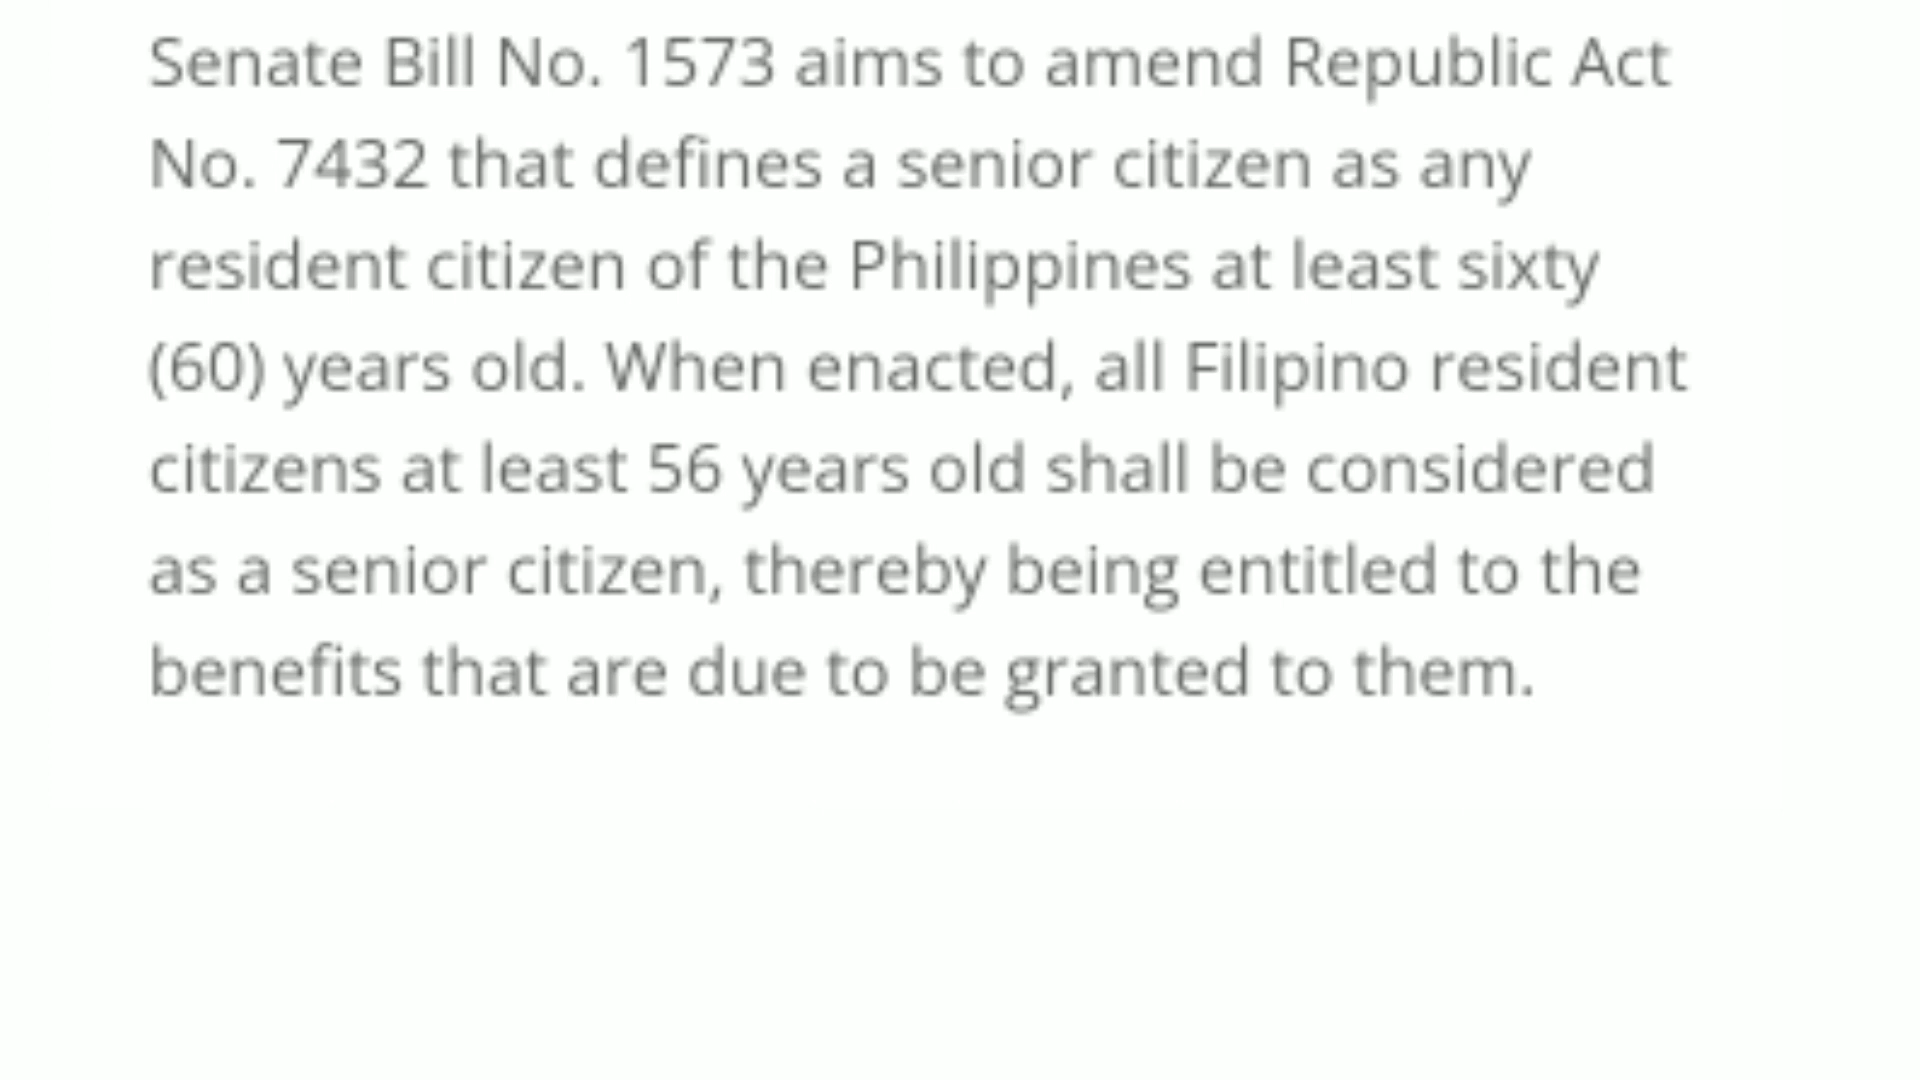 Senate Bill No. 1573 aims to amend Republic Act
No. 7432 that defines a senior citizen as any
resident citizen of the Philippines at least sixty
(60) years old. When enacted, all Filipino resident
citizens at least 56 years old shall be considered
as a senior citizen, thereby being entitled to the
benefits that are due to be granted to them.